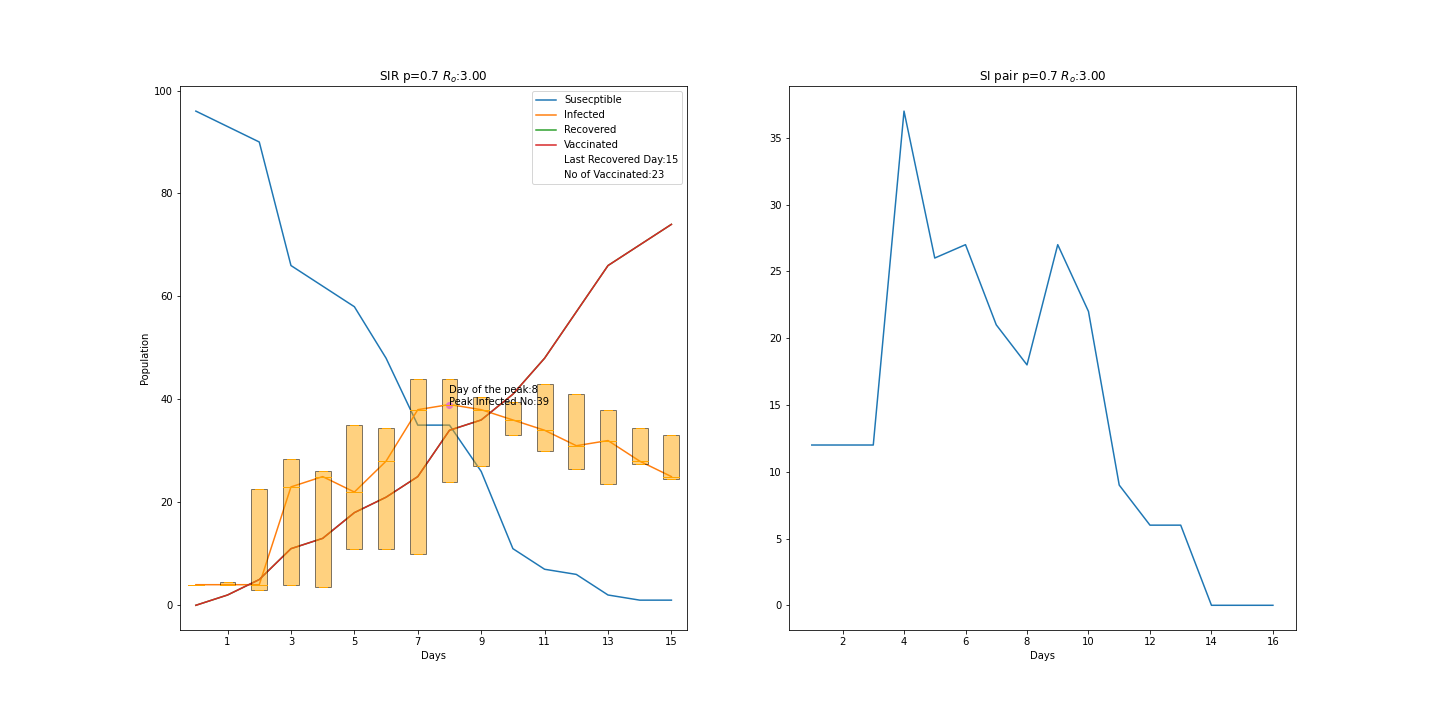 SIR p=0.7 Rₒ:3.00
100
80
60
40
20
0
Population
Susecptible
Infected
Recovered
Vaccinated
Last Recovered Day:15
No of Vaccinated:23
Day of the peak:8
Peak Infected No:39
1 3 5 7 9 11 13 15
Days
SI pair p=0.7 Rₒ:3.00
35
30
25
20
15
10
5
0
2 4 6 8 10 12 14 16
Days